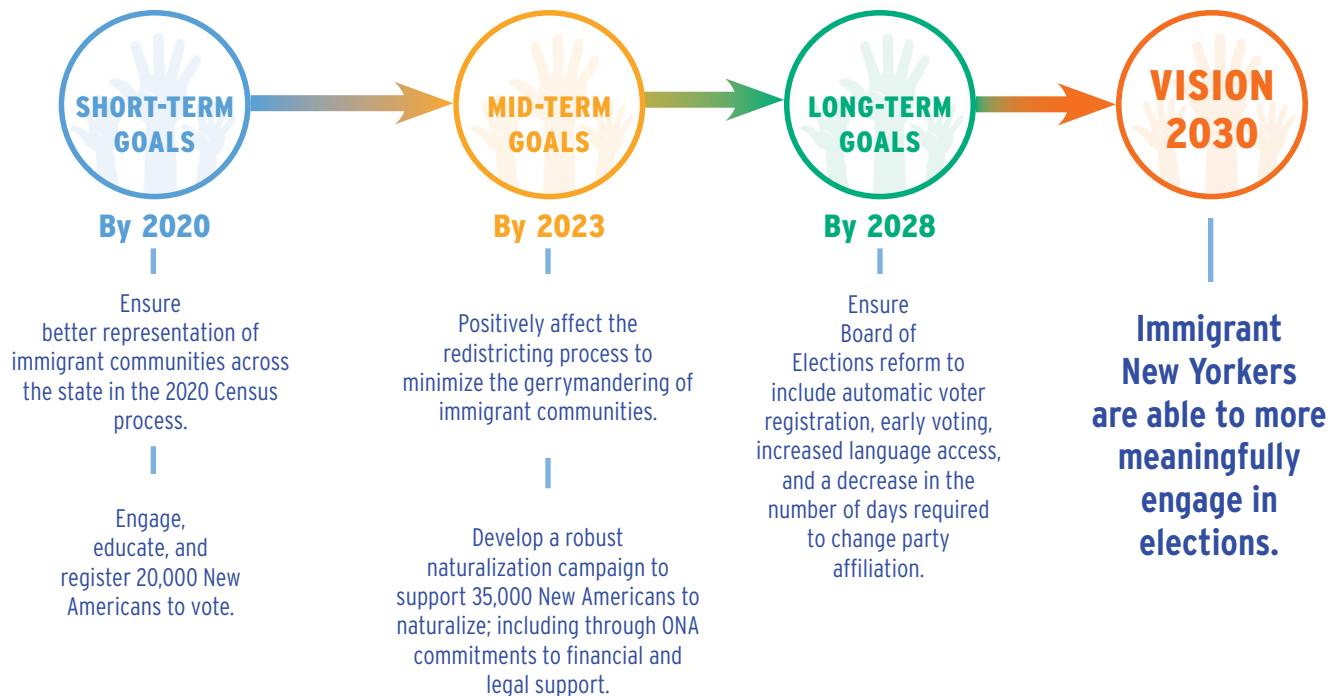 SHORT-TERM
GOALS
By 2020
Ensure
better representation of
immigrant communities across
the state in the 2020 Census
process.
Engage,
educate, and
register 20,000 New
Americans to vote.
MID-TERM
GOALS
By 2023
Positively affect the
redistricting process to
minimize the gerrymandering of
immigrant communities.
Develop a robust
naturalization campaign to
support 35,000 New Americans to
naturalize; including through ONA
commitments to financial and
legal support.
LONG-TERM
GOALS
By 2028
Ensure
Board of
Elections reform to
include automatic voter
registration, early voting,
increased language access,
and a decrease in the
number of days required
to change party
affiliation.
VISION
2030
Immigrant
New Yorkers
are able to more
meaningfully
engage in
elections.